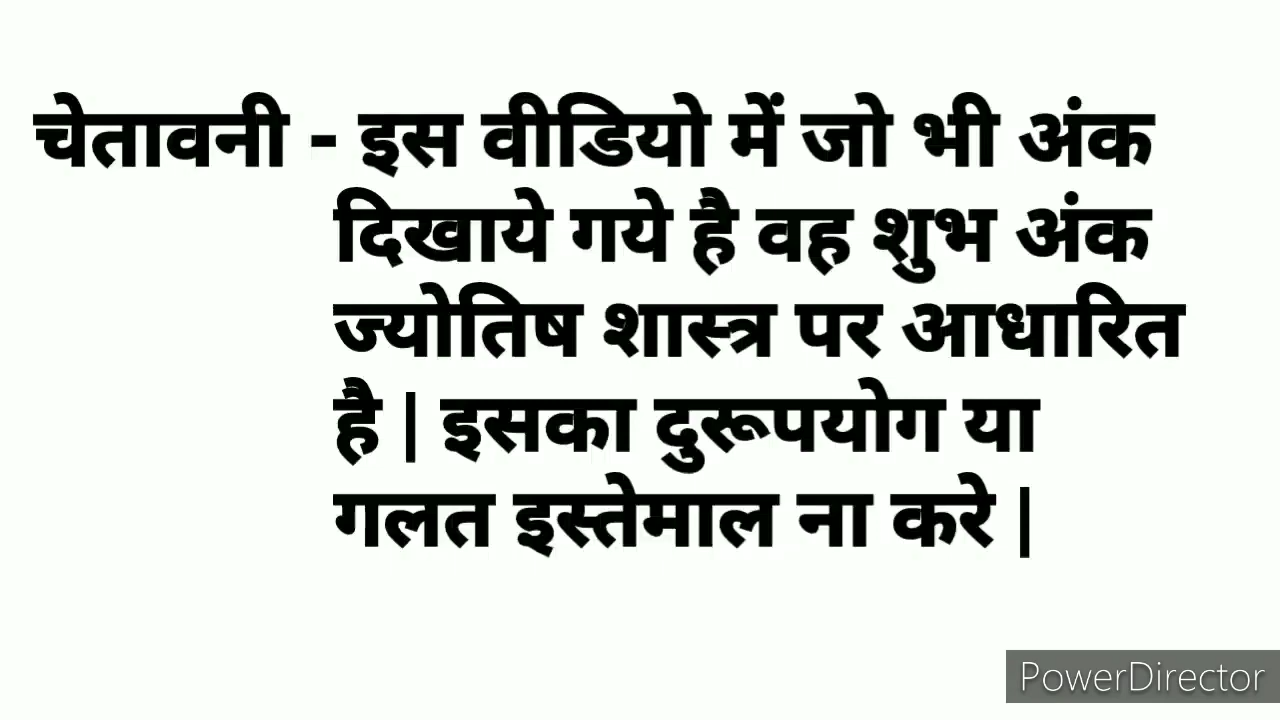 चेतावनी - इस वीडियो में जो भी अंक
दिखाये गये है वह शुभ अंक
ज्योतिष शास्त्र पर आधारित
है | इसका दुरूपयोग या
गलत इस्तेमाल ना करे |
PowerDirector